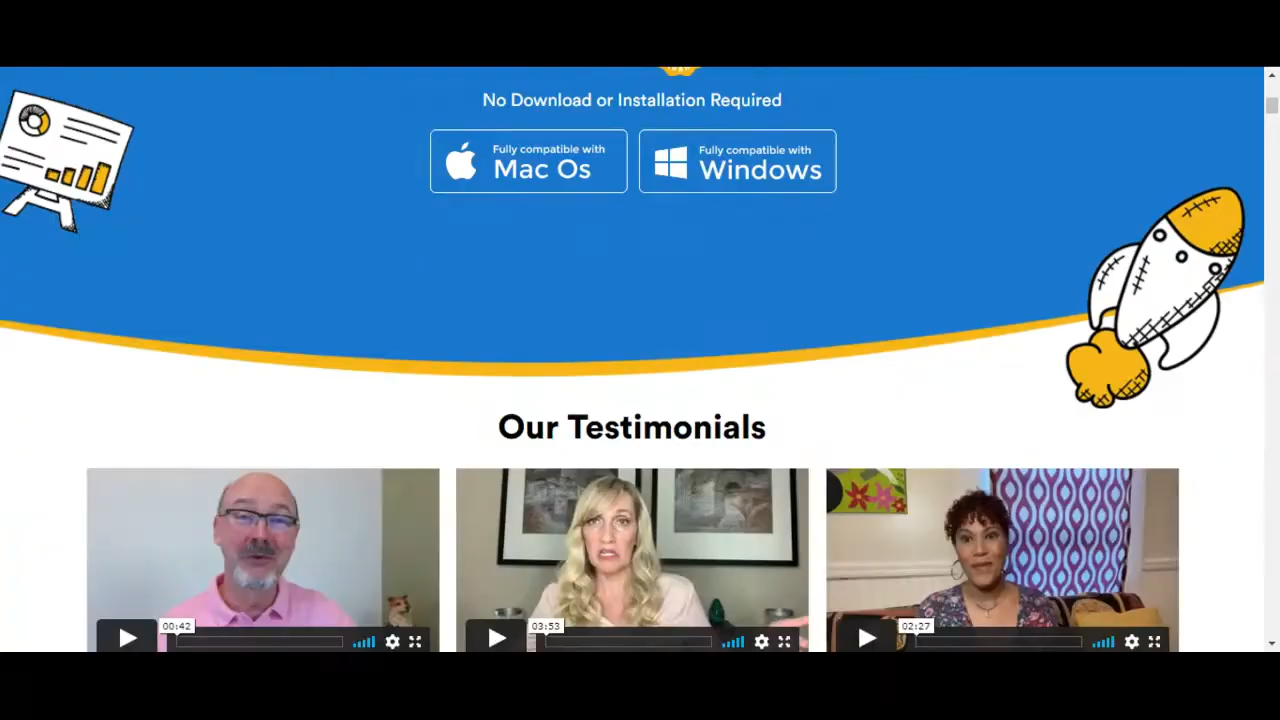 No Download or Installation Required
Fully compatible with
Mac Os
Fully compatible with
Windows
Our Testimonials
00:42
03:53
02:27